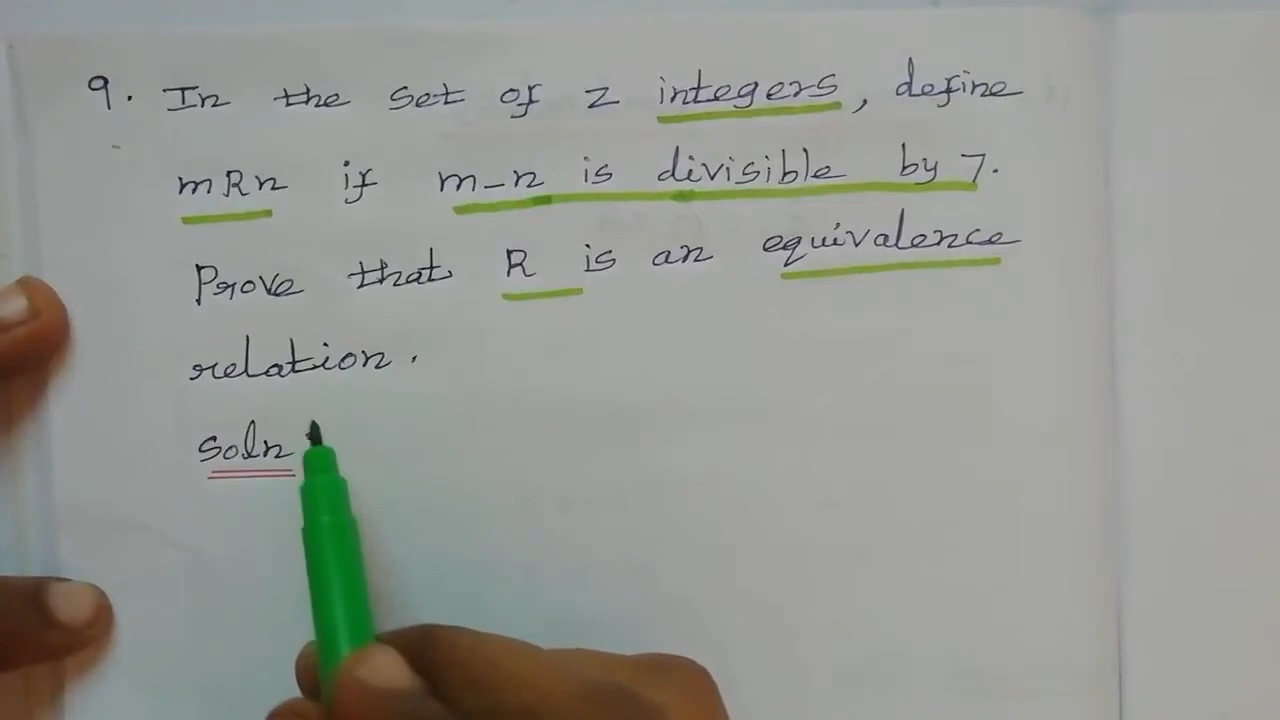 9. In the set of Z integers, define
mRn if m-n is divisible by 7.
Prove that R is an equivalence
relation.
Soln